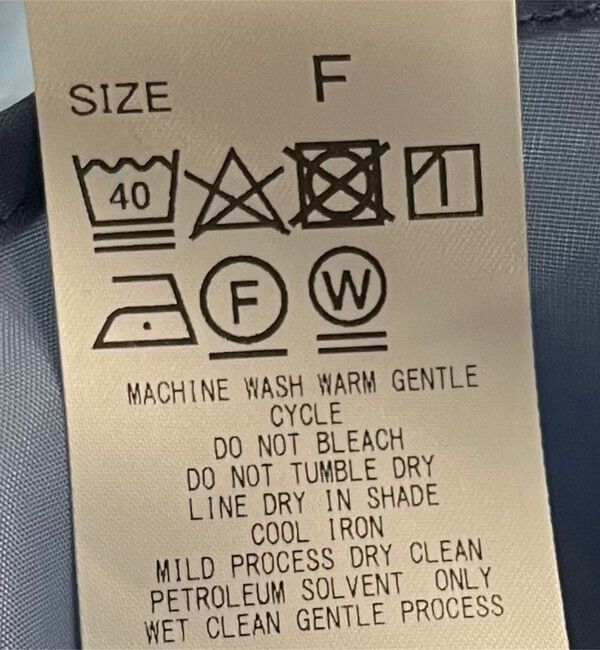 SIZE F
40
F W
MACHINE WASH WARM GENTLE
CYCLE
DO NOT BLEACH
DO NOT TUMBLE DRY
LINE DRY IN SHADE
COOL IRON
MILD PROCESS DRY CLEAN
PETROLEUM SOLVENT ONLY
WET CLEAN GENTLE PROCESS